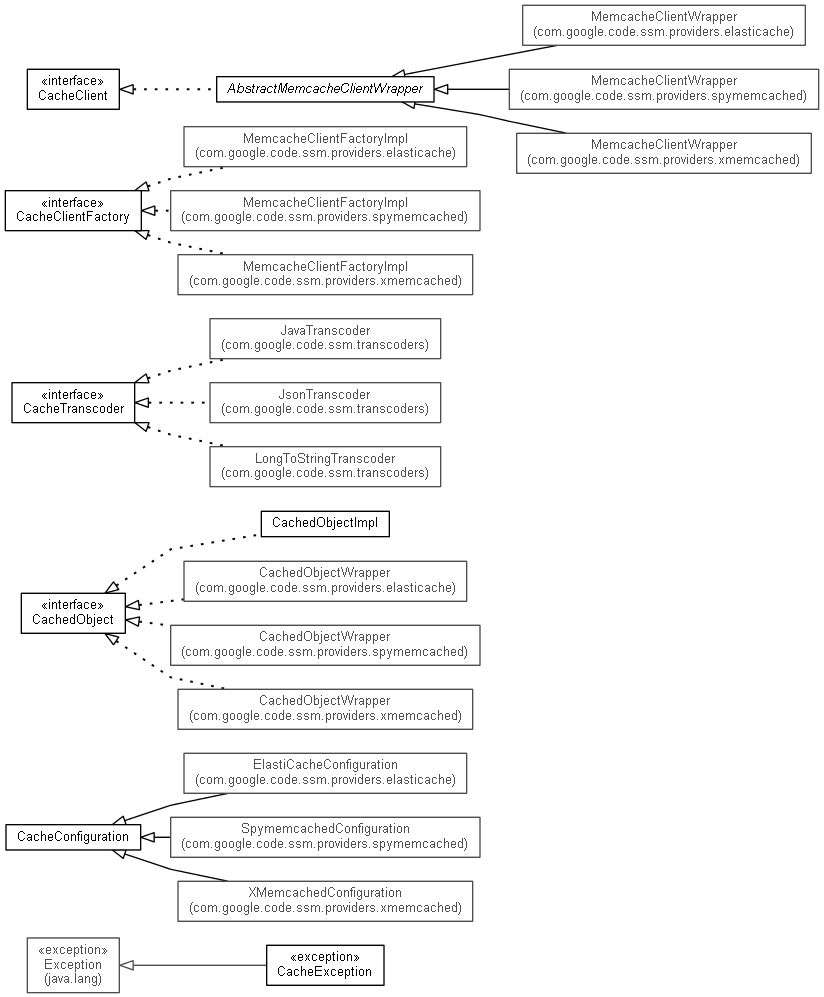 MemcacheClientWrapper
(com.google.code.ssm.providers.elasticache)
«interface»
CacheClient
AbstractMemcacheClientWrapper
MemcacheClientWrapper
(com.google.code.ssm.providers.spymemcached)
MemcacheClientWrapper
(com.google.code.ssm.providers.xmemcached)
MemcacheClientFactoryImpl
(com.google.code.ssm.providers.elasticache)
«interface»
CacheClientFactory
MemcacheClientFactoryImpl
(com.google.code.ssm.providers.spymemcached)
MemcacheClientFactoryImpl
(com.google.code.ssm.providers.xmemcached)
JavaTranscoder
(com.google.code.ssm.transcoders)
«interface»
CacheTranscoder
JsonTranscoder
(com.google.code.ssm.transcoders)
LongToStringTranscoder
(com.google.code.ssm.transcoders)
CachedObjectImpl
CachedObjectWrapper
(com.google.code.ssm.providers.elasticache)
«interface»
CachedObject
CachedObjectWrapper
(com.google.code.ssm.providers.spymemcached)
CachedObjectWrapper
(com.google.code.ssm.providers.xmemcached)
ElastiCacheConfiguration
(com.google.code.ssm.providers.elasticache)
CacheConfiguration
SpymemcachedConfiguration
(com.google.code.ssm.providers.spymemcached)
XMemcachedConfiguration
(com.google.code.ssm.providers.xmemcached)
«exception»
Exception
(java.lang)
«exception»
CacheException